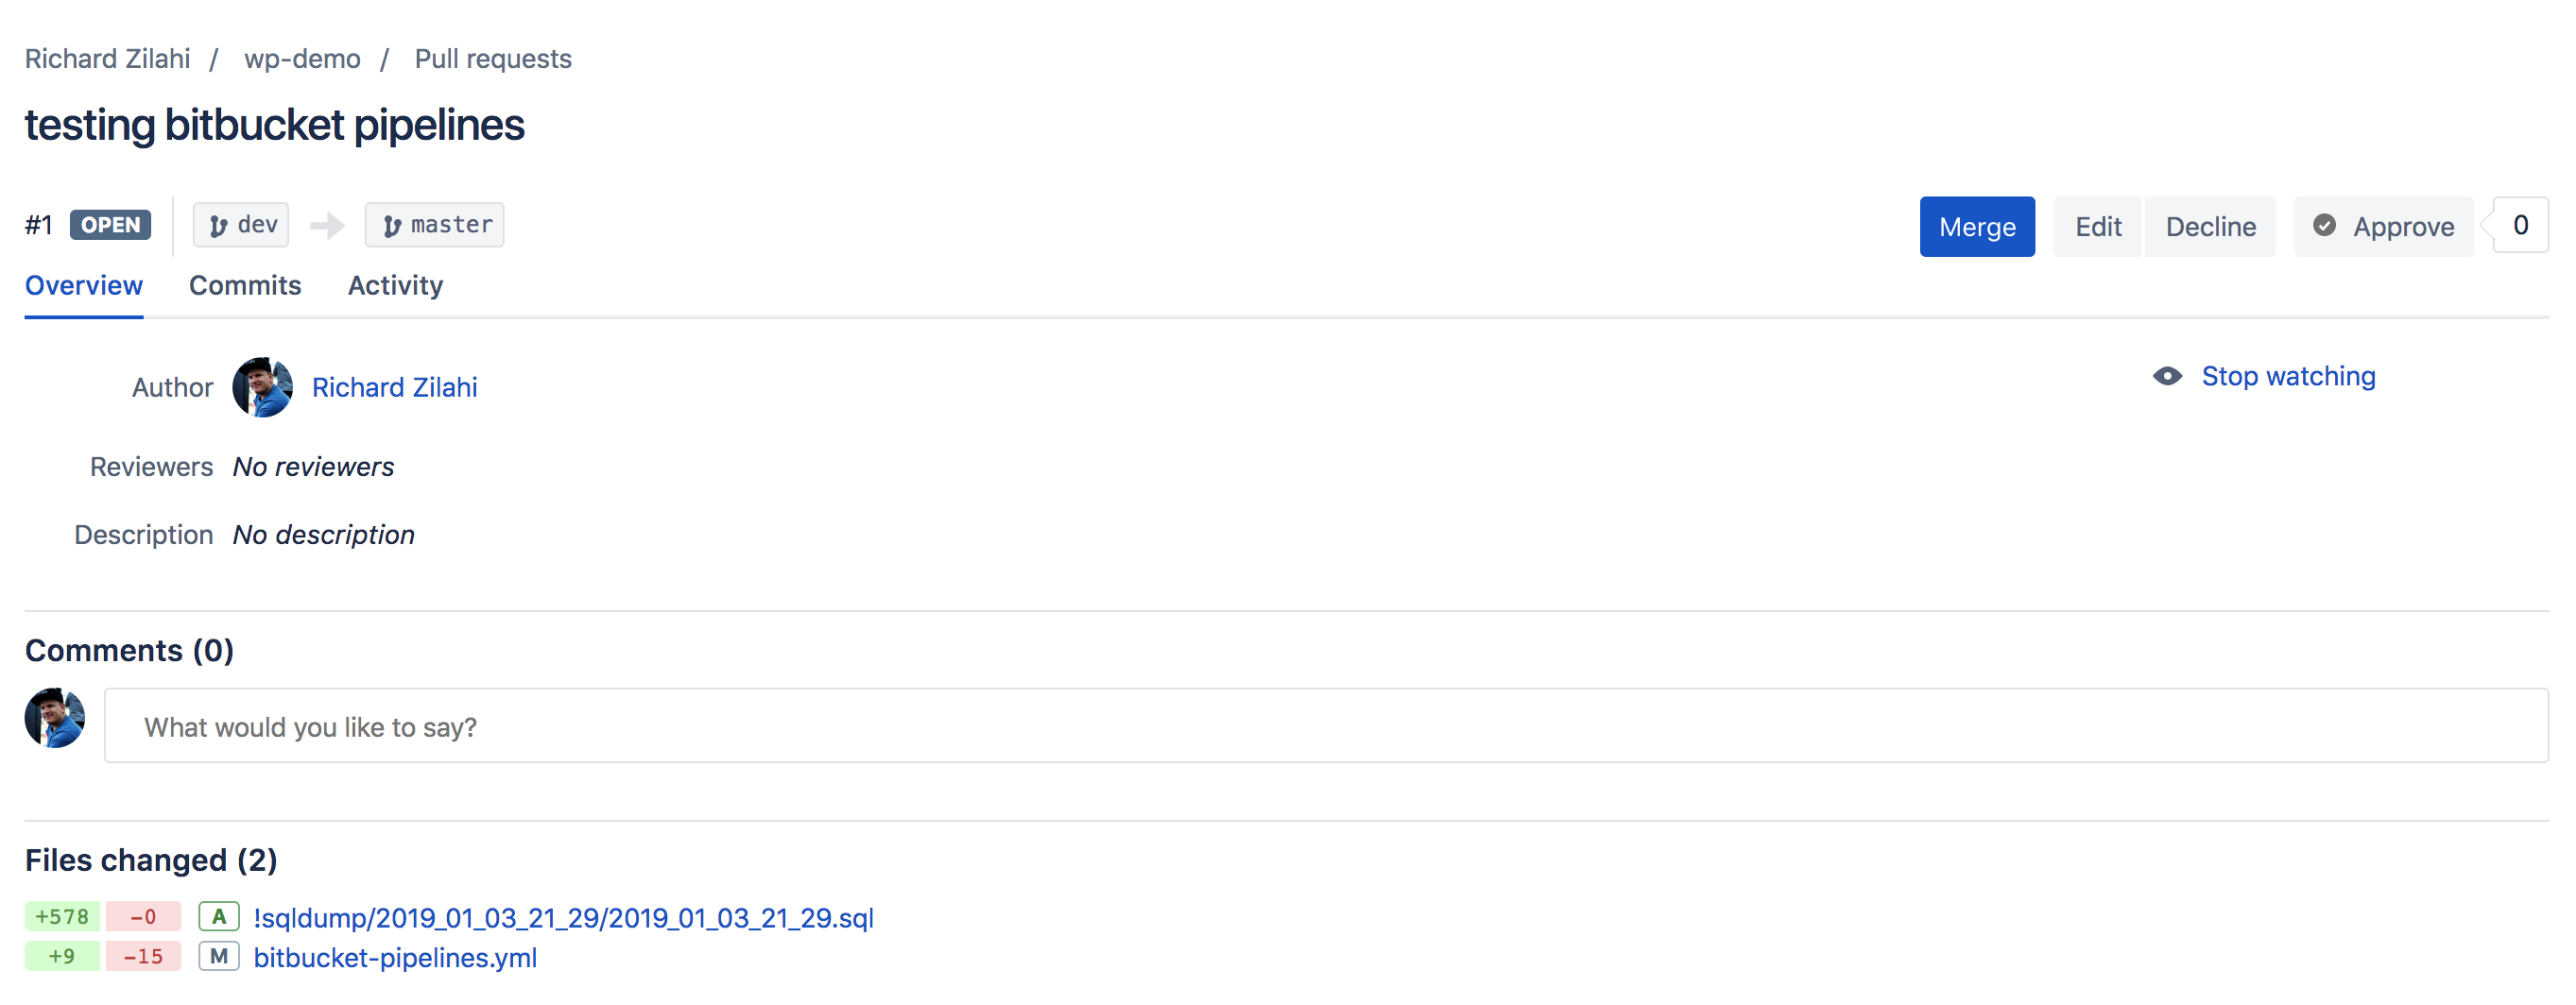 Richard Zilahi / wp-demo / Pull requests
testing bitbucket pipelines
#1 OPEN dev master Merge Edit Decline Approve 0
Overview Commits Activity
Author Richard Zilahi Stop watching
Reviewers No reviewers
Description No description
Comments (0)
What would you like to say?
Files changed (2)
+578 −0 A !sqldump/2019_01_03_21_29/2019_01_03_21_29.sql
+9 −15 M bitbucket-pipelines.yml